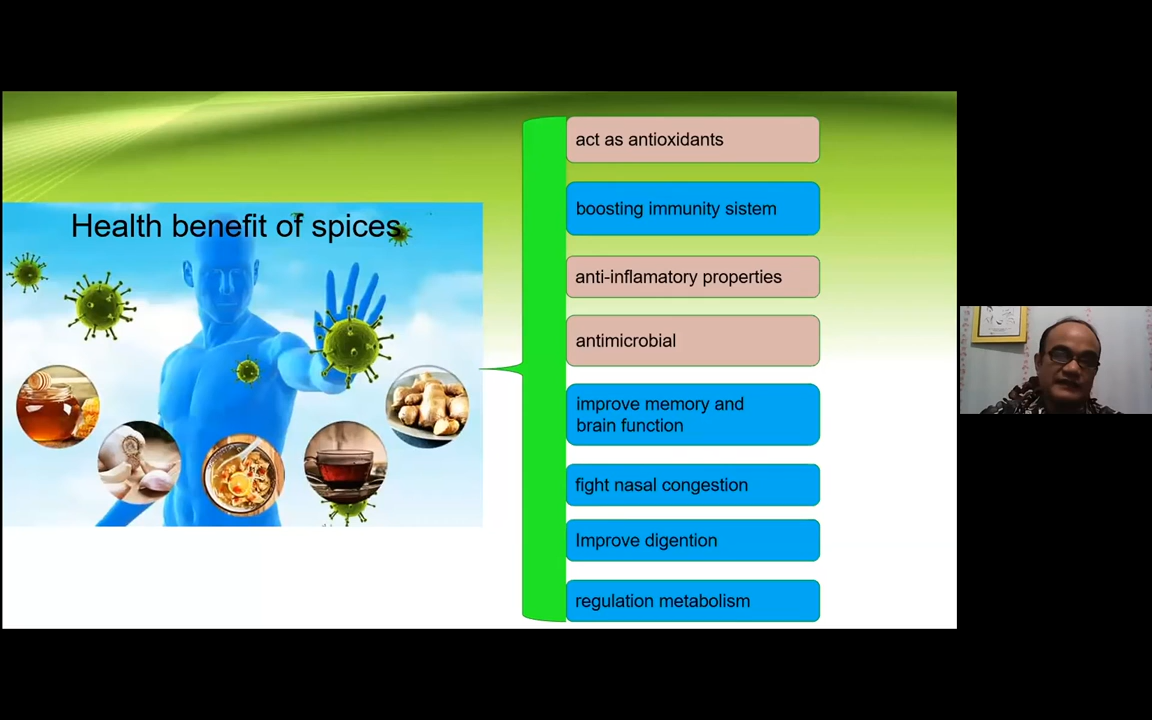 Health benefit of spices
act as antioxidants
boosting immunity sistem
anti-inflamatory properties
antimicrobial
improve memory and
brain function
fight nasal congestion
Improve digention
regulation metabolism